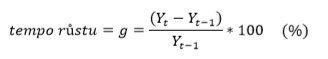 tempo růstu = g = (Y_t − Y_{t−1}) / Y_{t−1} * 100 (%)